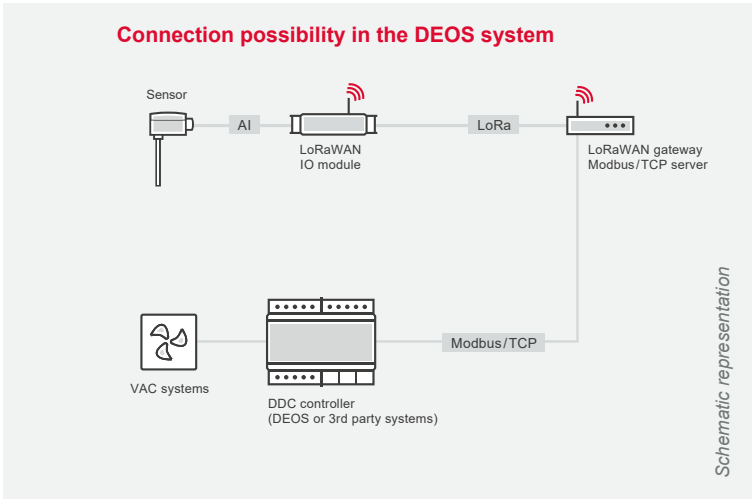 Connection possibility in the DEOS system
Sensor
AI
LoRa
LoRaWAN
IO module
LoRaWAN gateway
Modbus/TCP server
Modbus/TCP
VAC systems
DDC controller
(DEOS or 3rd party systems)
Schematic representation